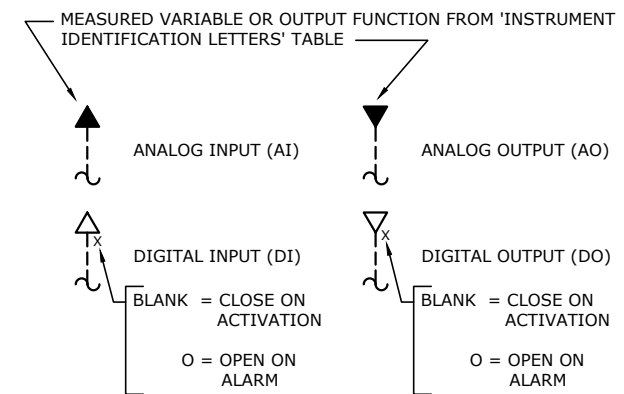 MEASURED VARIABLE OR OUTPUT FUNCTION FROM 'INSTRUMENT
IDENTIFICATION LETTERS' TABLE
ANALOG INPUT (AI)
ANALOG OUTPUT (AO)
X
DIGITAL INPUT (DI)
X
DIGITAL OUTPUT (DO)
BLANK = CLOSE ON
ACTIVATION
O = OPEN ON
ALARM
BLANK = CLOSE ON
ACTIVATION
O = OPEN ON
ALARM